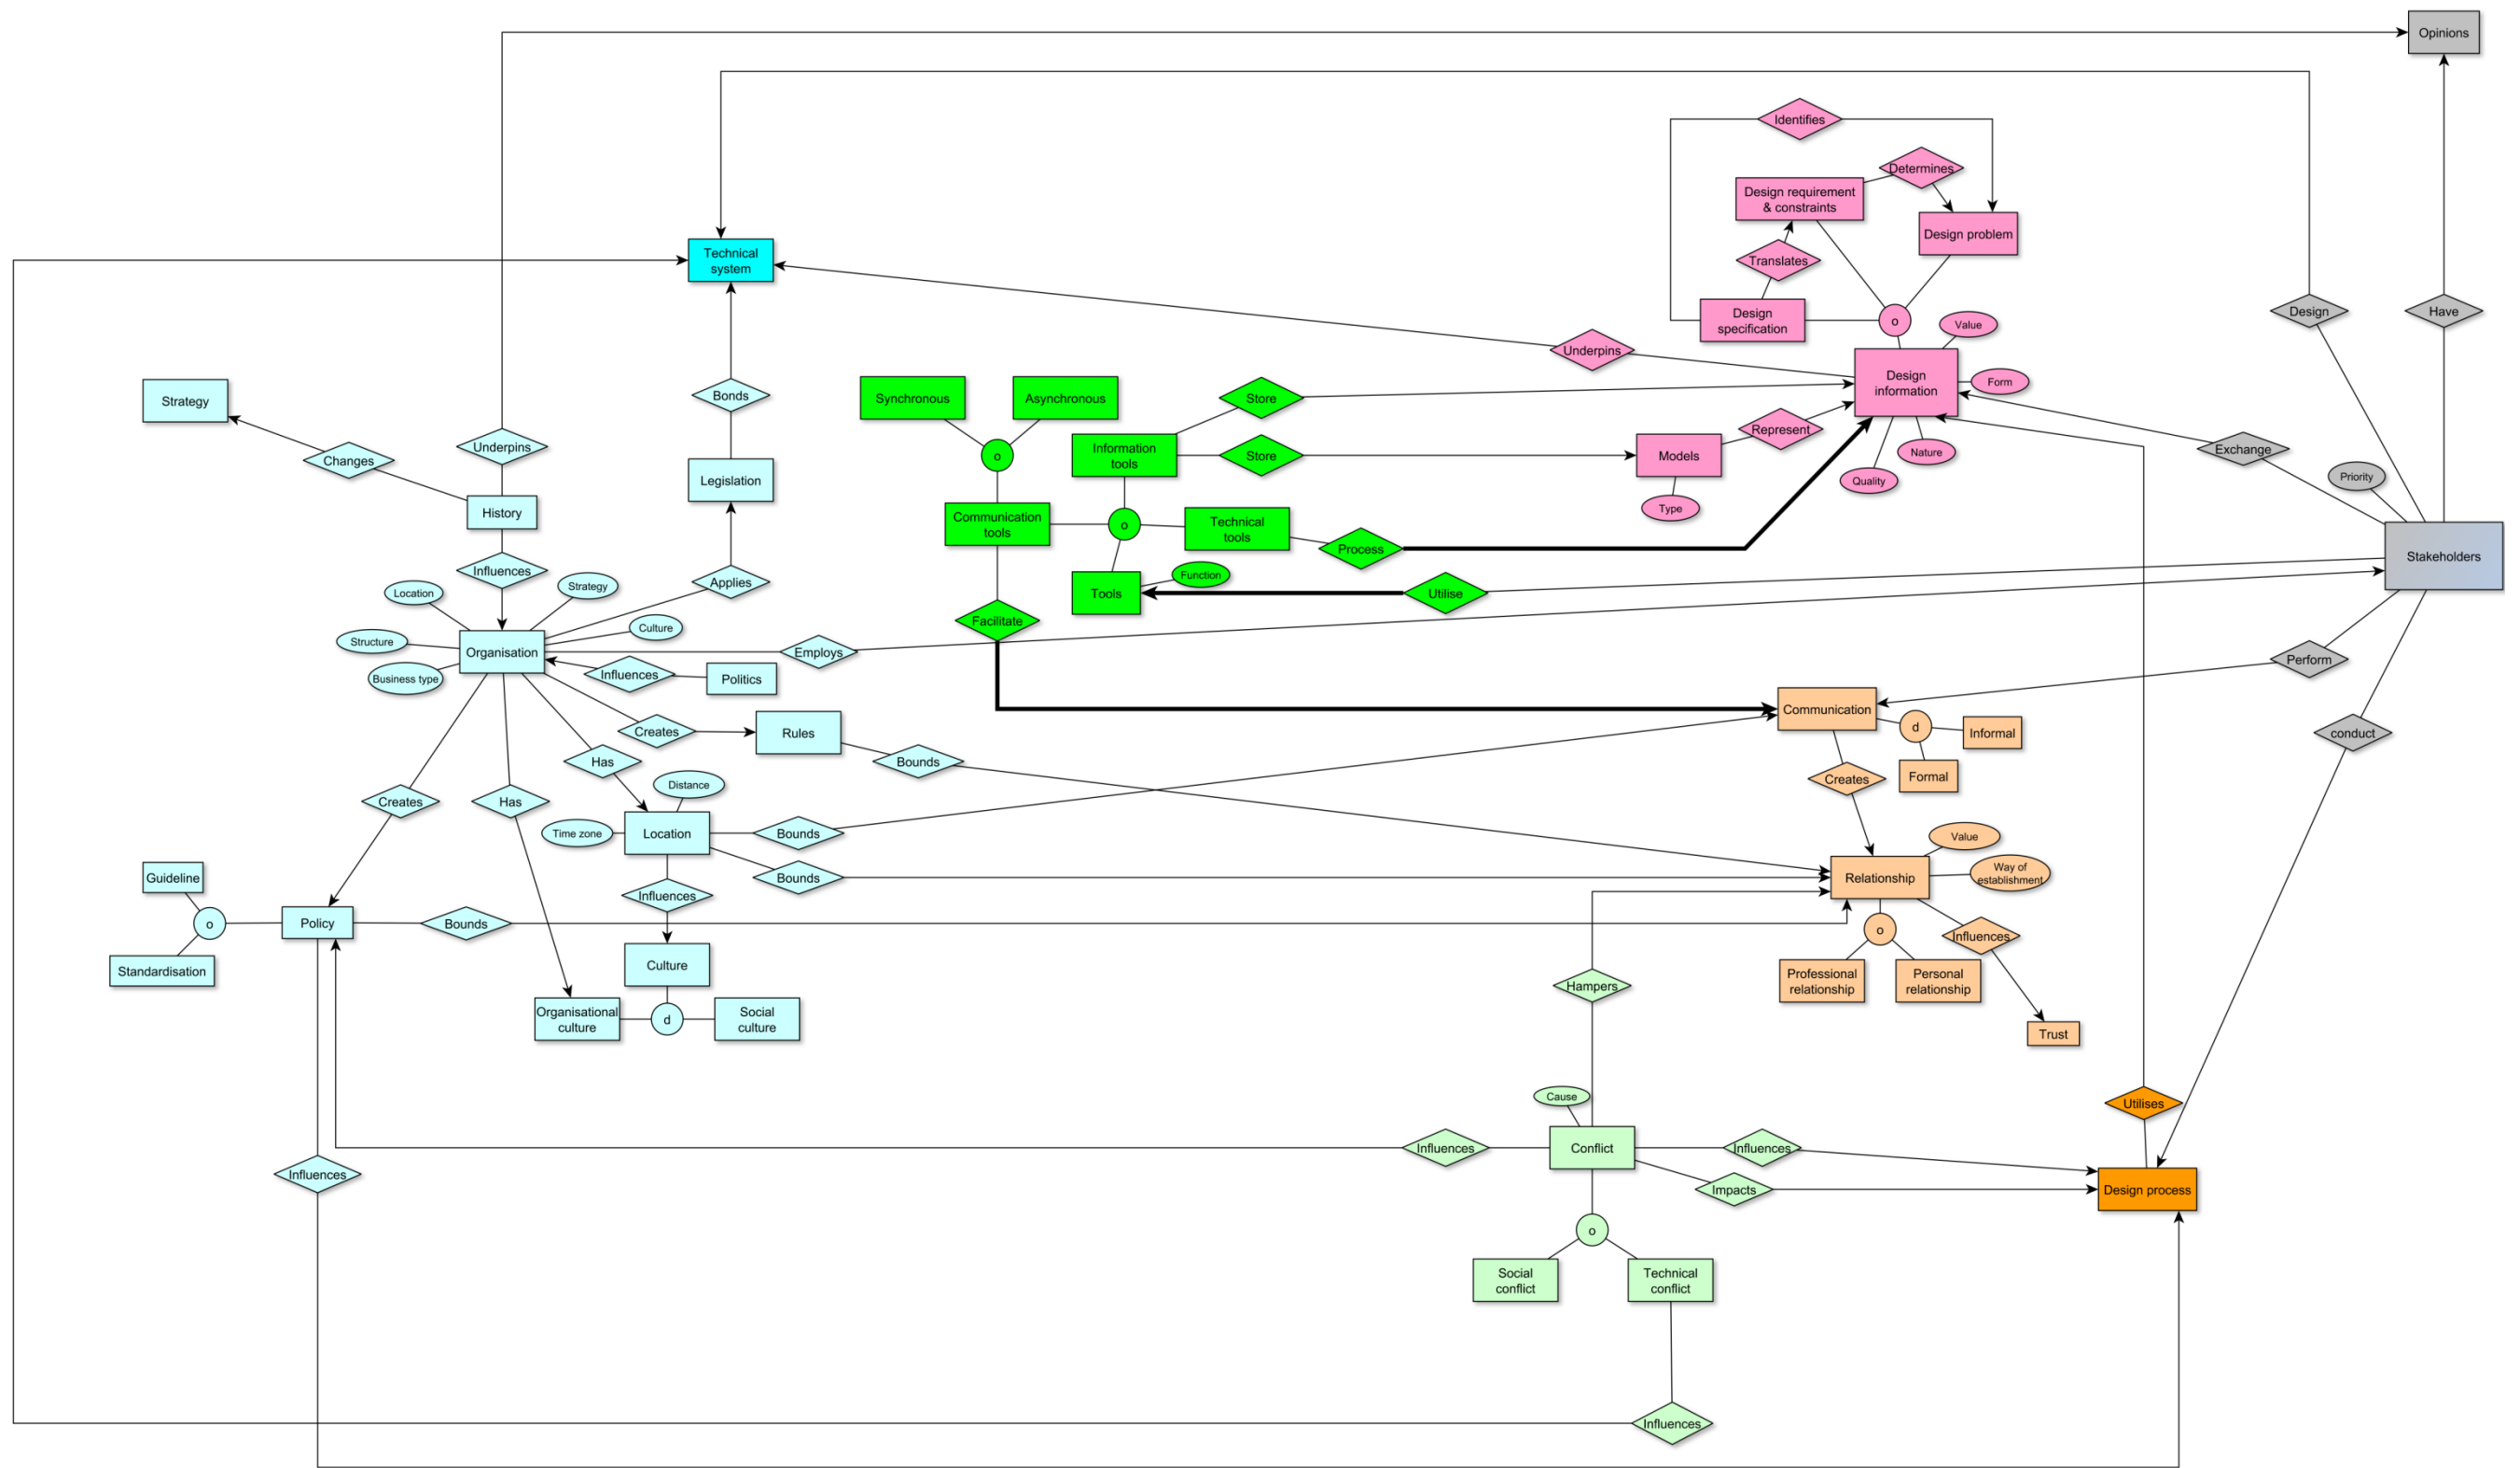 Opinions
Identifies
Determines
Design requirement
& constraints
Design problem
Technical
system
Translates
Design
specification
o
Value
Design
Have
Underpins
Design
information
Form
Synchronous
Asynchronous
Store
Bonds
Strategy
Represent
Underpins
Changes
o
Information
tools
Store
Models
Nature
Exchange
Quality
Priority
Legislation
Type
History
Communication
tools
o
Technical
tools
Process
Stakeholders
Influences
Applies
Function
Location
Strategy
Tools
Utilise
Facilitate
Culture
Structure
Organisation
Employs
Perform
Business type
Influences
Politics
Communication
Creates
Rules
d
Informal
conduct
Has
Bounds
Formal
Creates
Distance
Creates
Has
Time zone
Location
Bounds
Value
Guideline
Bounds
Relationship
Way of
establishment
Influences
o
Policy
Bounds
o
Influences
Standardisation
Culture
Professional
relationship
Personal
relationship
Hampers
Organisational
culture
d
Social
culture
Trust
Cause
Utilises
Influences
Influences
Conflict
Influences
Impacts
Design process
o
Social
conflict
Technical
conflict
Influences